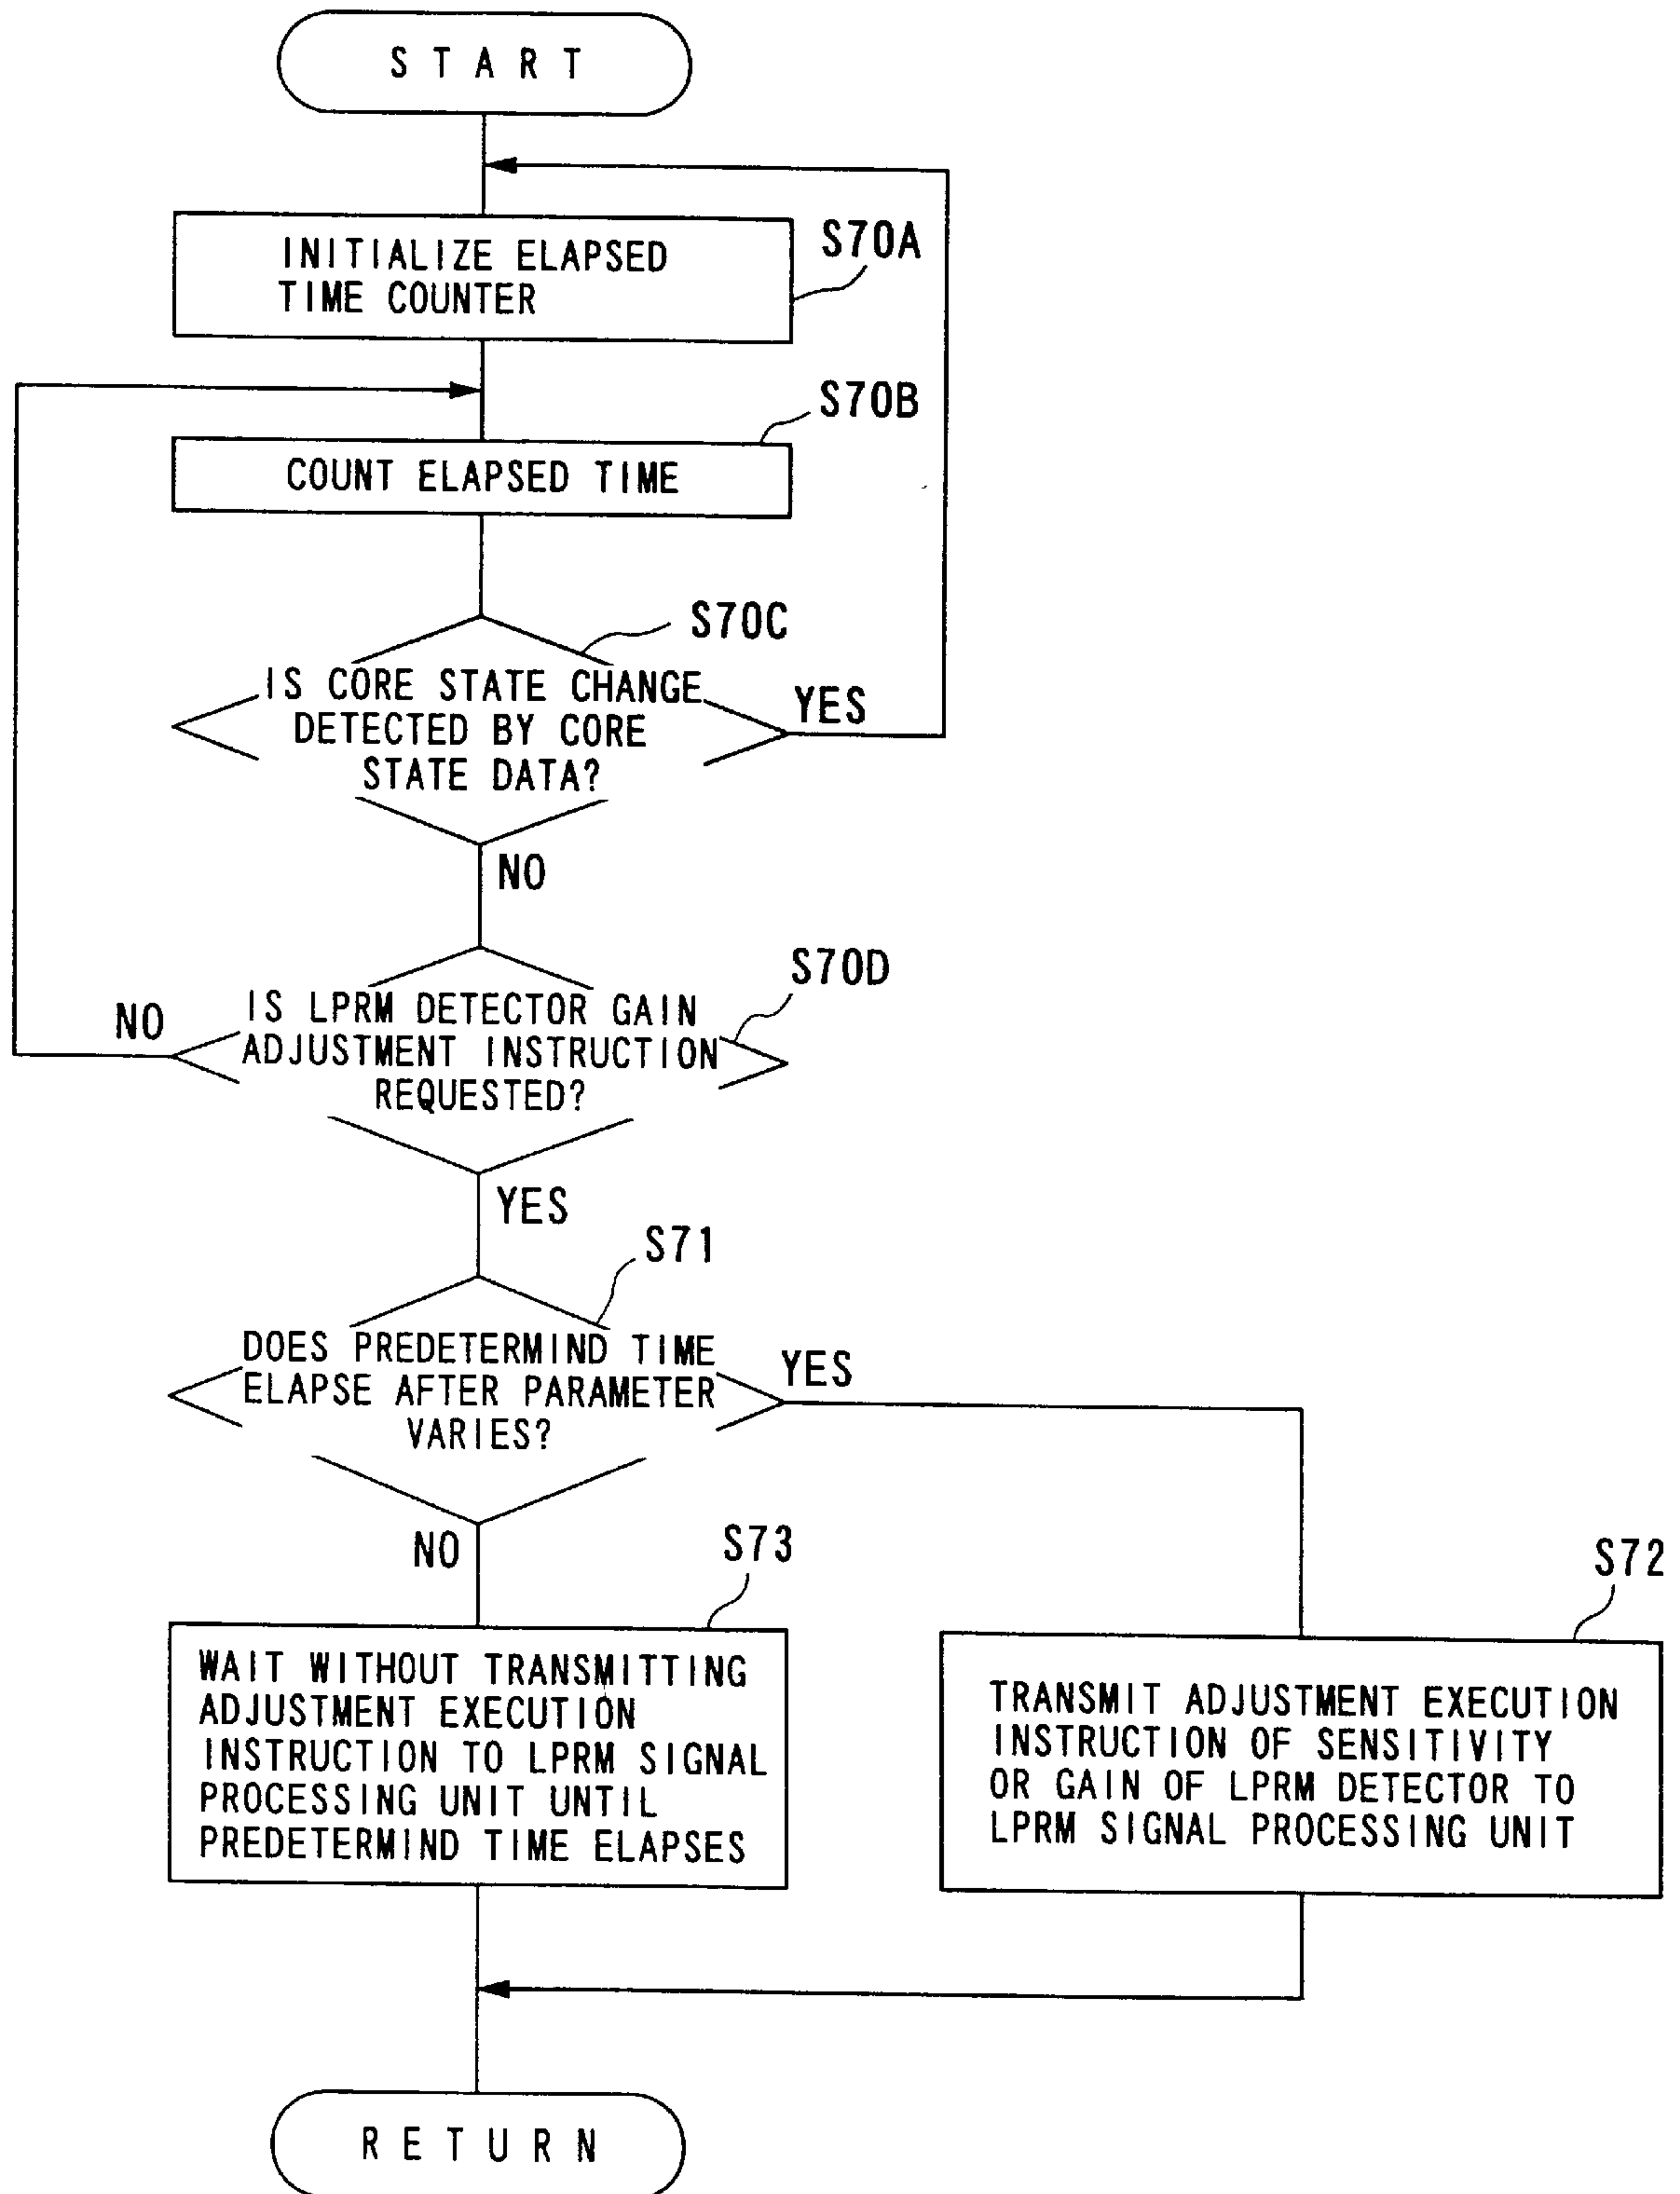 START
INITIALIZE ELAPSED
TIME COUNTER
S70A
S70B
COUNT ELAPSED TIME
S70C
IS CORE STATE CHANGE
DETECTED BY CORE
STATE DATA?
YES
NO
S70D
IS LPRM DETECTOR GAIN
ADJUSTMENT INSTRUCTION
REQUESTED?
NO
YES
S71
DOES PREDETERMIND TIME
ELAPSE AFTER PARAMETER
VARIES?
YES
NO
S73
WAIT WITHOUT TRANSMITTING
ADJUSTMENT EXECUTION
INSTRUCTION TO LPRM SIGNAL
PROCESSING UNIT UNTIL
PREDETERMIND TIME ELAPSES
S72
TRANSMIT ADJUSTMENT EXECUTION
INSTRUCTION OF SENSITIVITY
OR GAIN OF LPRM DETECTOR TO
LPRM SIGNAL PROCESSING UNIT
RETURN